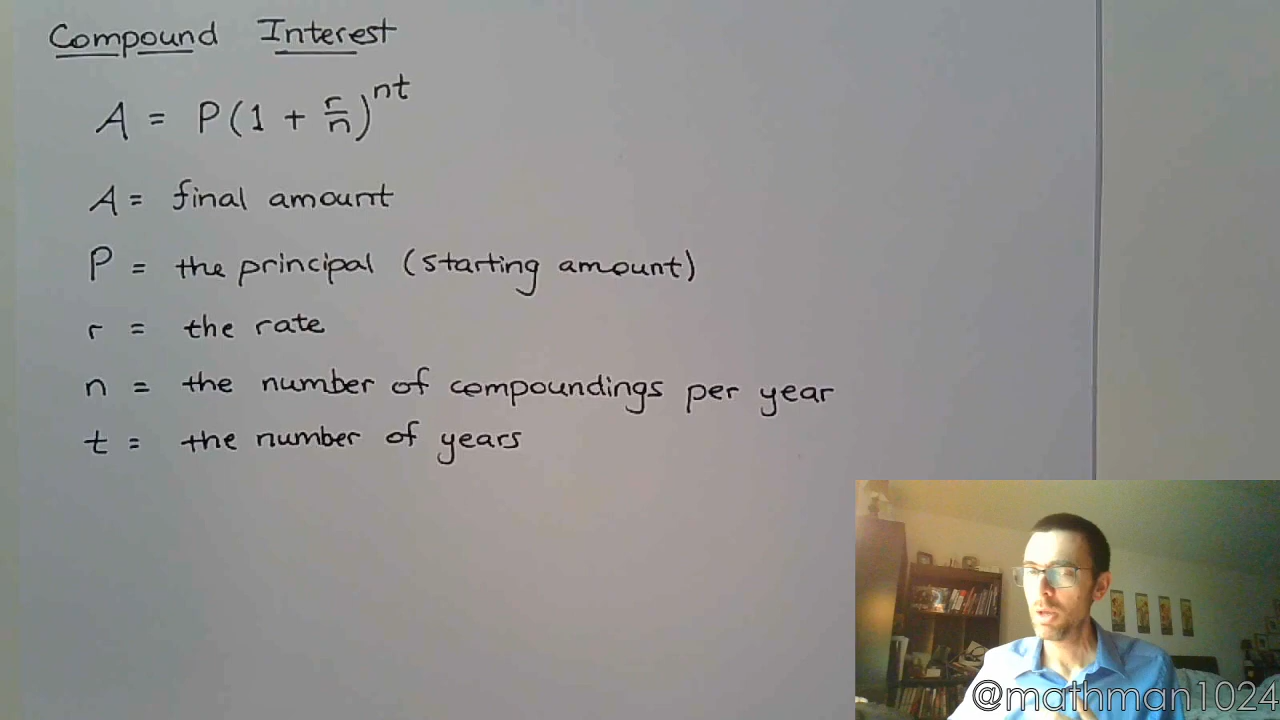 Compound Interest
A = P(1 + r/n)^nt
A = final amount
P = the principal (starting amount)
r = the rate
n = the number of compoundings per year
t = the number of years
@mathman1024